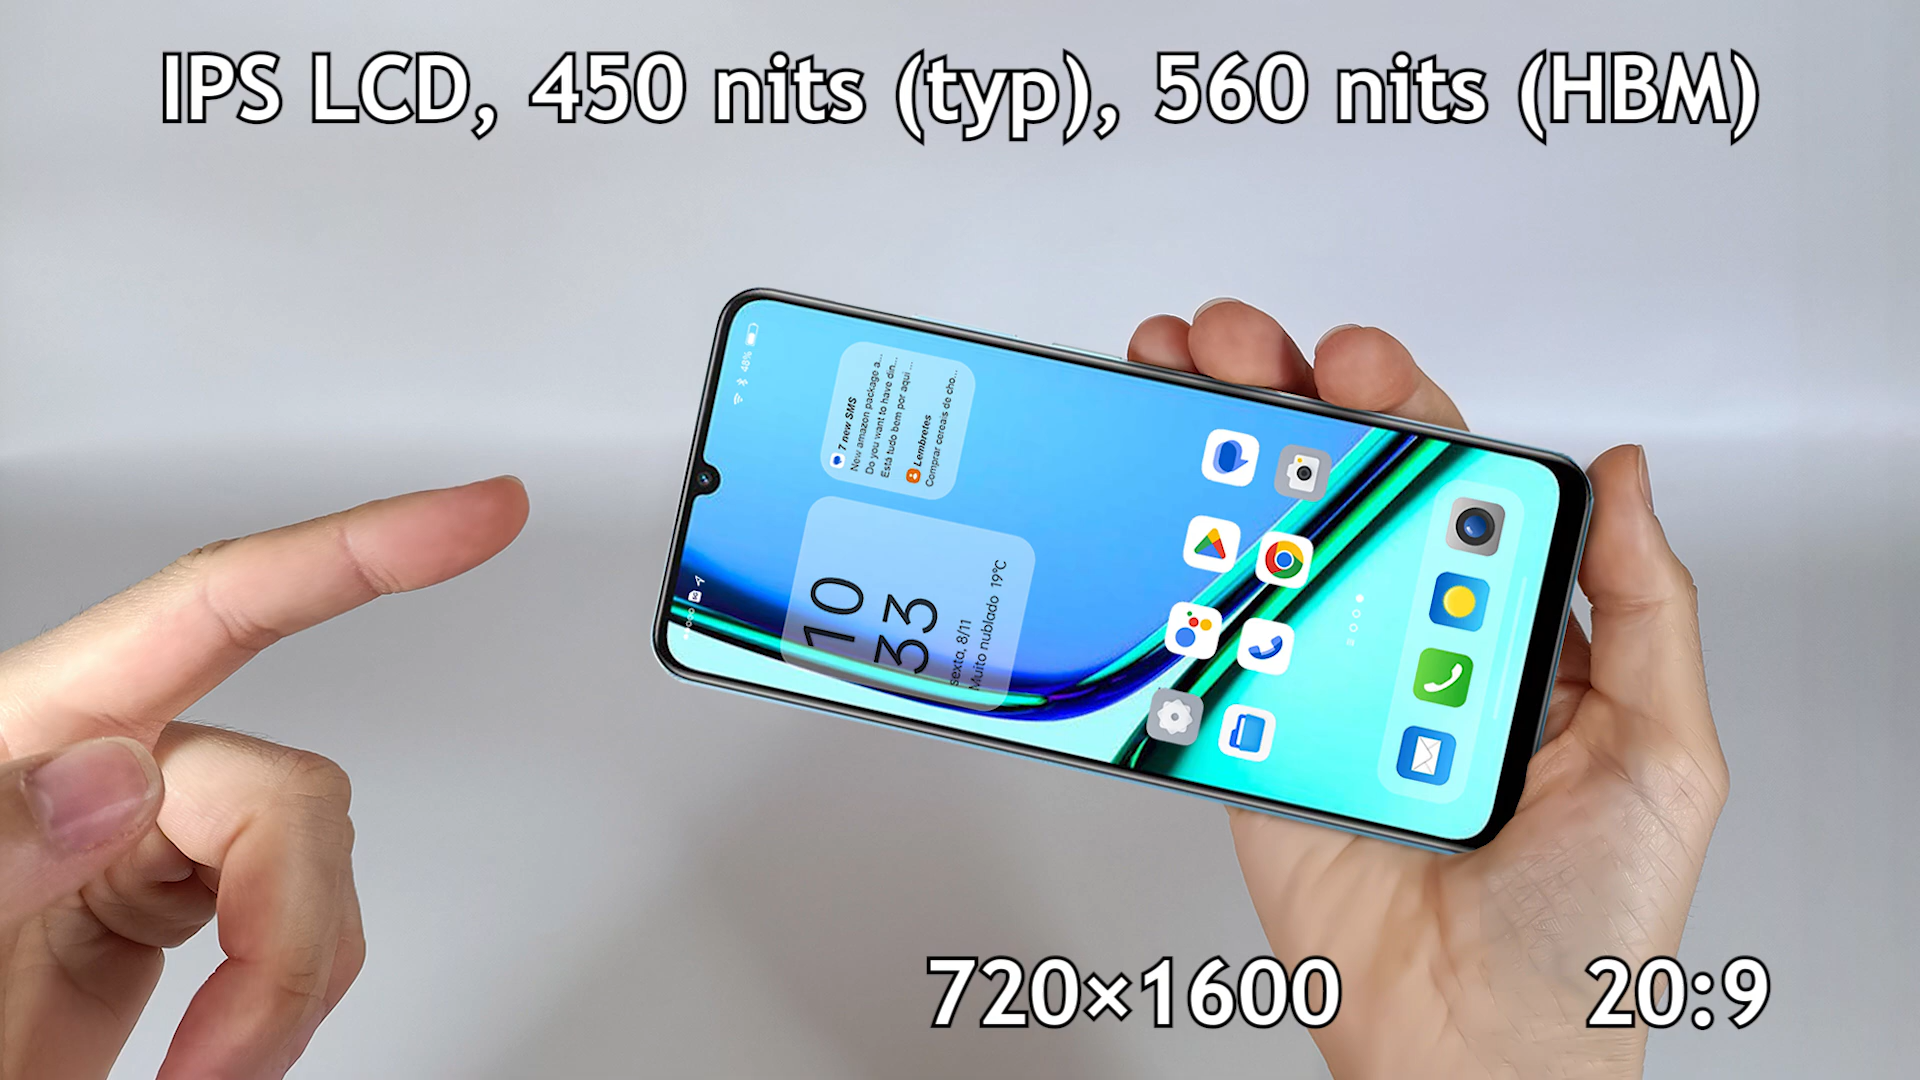 IPS LCD, 450 nits (typ), 560 nits (HBM)
48%
7 new SMS
New amazon package a...
Do you want to have din...
Está tudo bem por aqui ...
Lembretes
Comprar cereais de cho...
10
33
sexta, 8/11
Muito nublado 19°C
720×1600
20:9